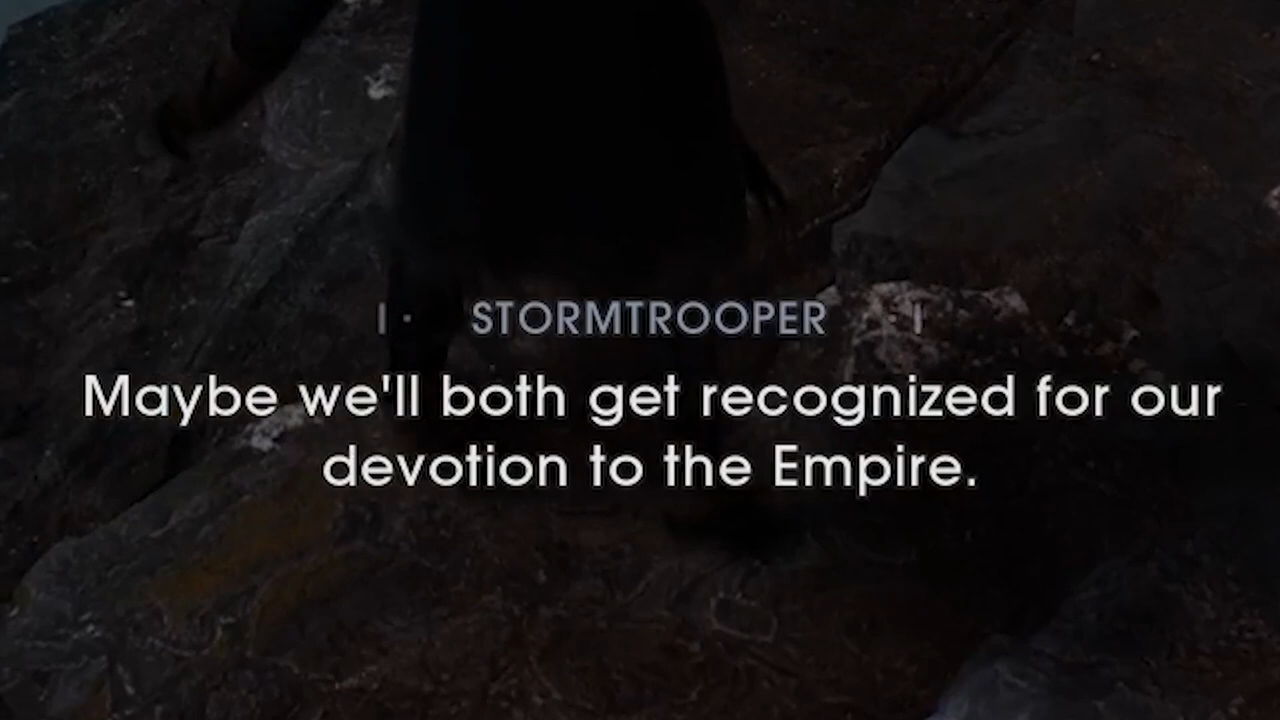 STORMTROOPER
Maybe we'll both get recognized for our
devotion to the Empire.